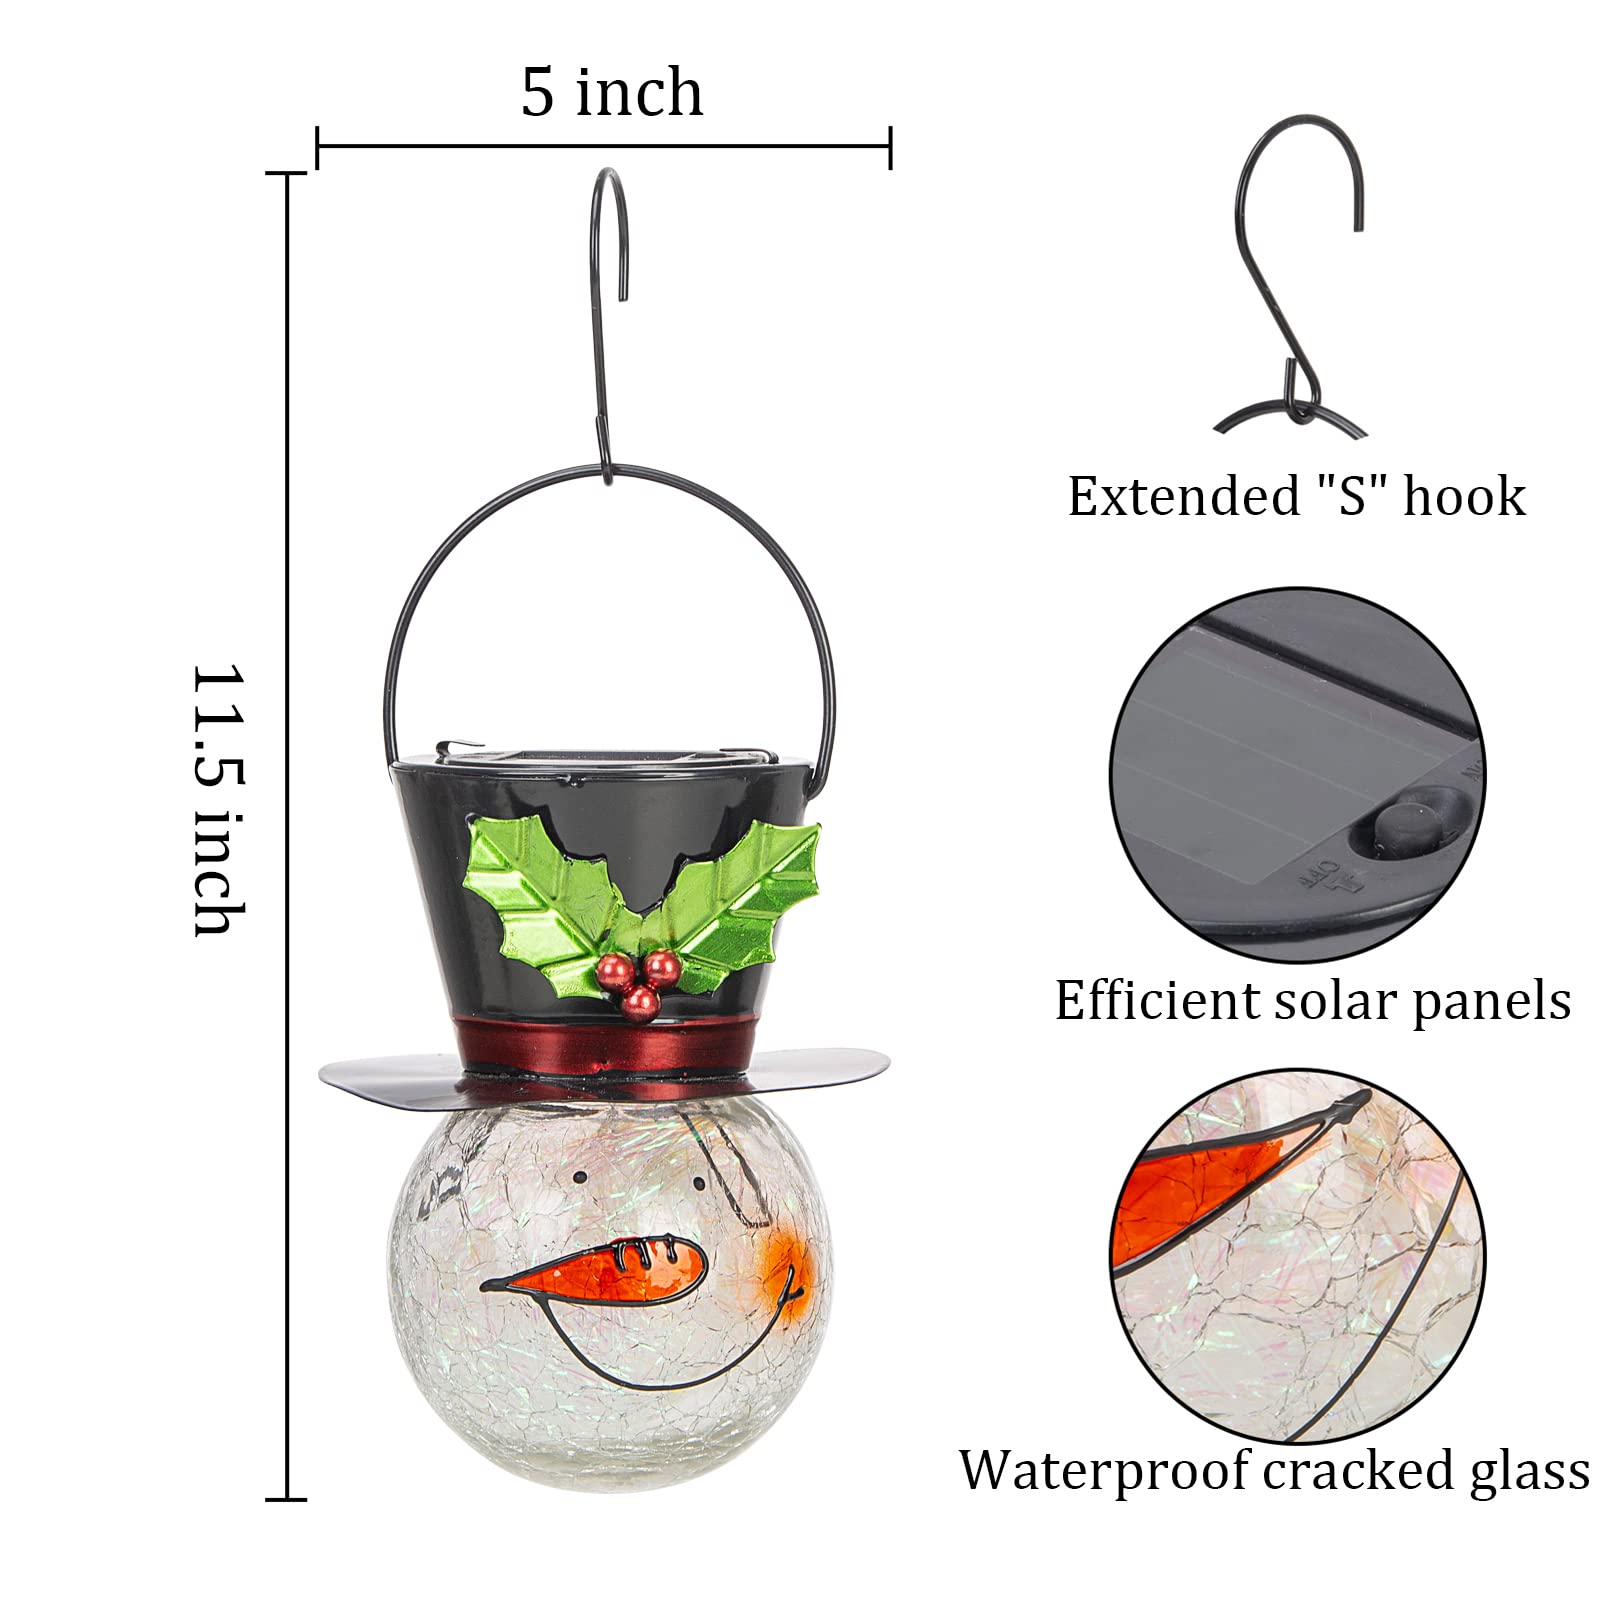 5 inch
11.5 inch
Extended "S" hook
Efficient solar panels
Waterproof cracked glass